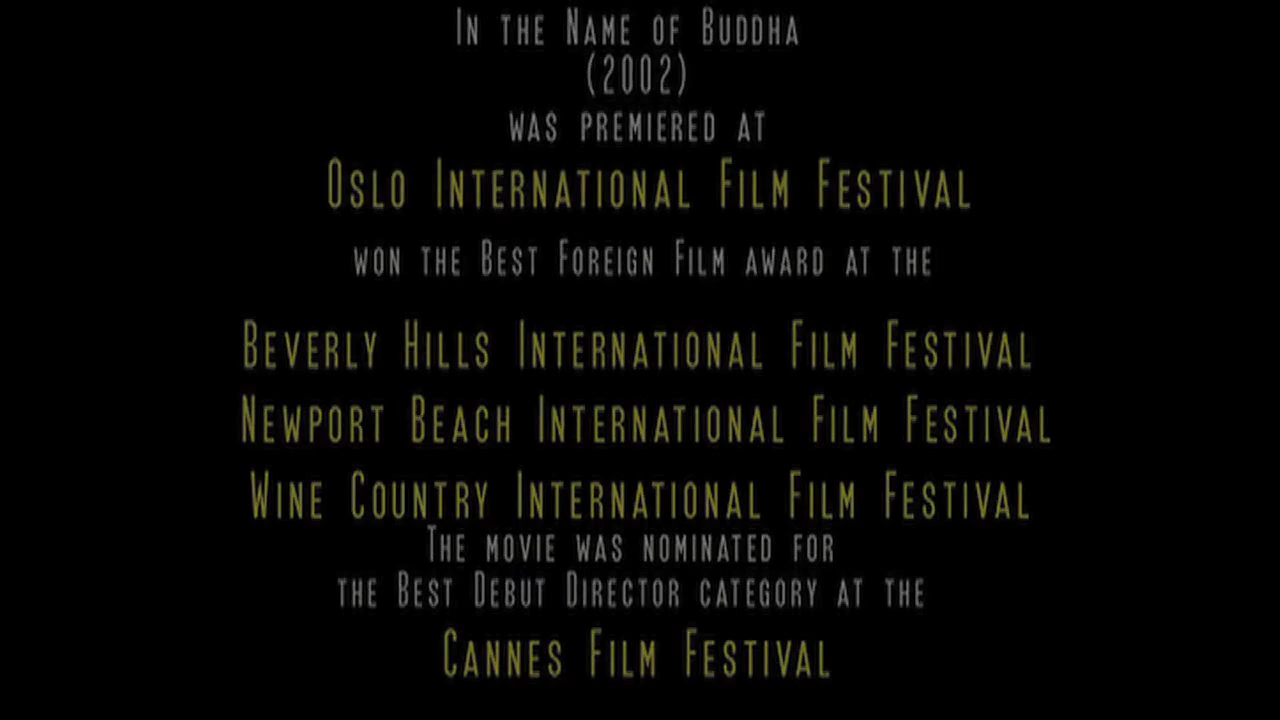 In the Name of Buddha
(2002)
was premiered at
Oslo International Film Festival
won the Best Foreign Film award at the
Beverly Hills International Film Festival
Newport Beach International Film Festival
Wine Country International Film Festival
The movie was nominated for
the Best Debut Director category at the
Cannes Film Festival